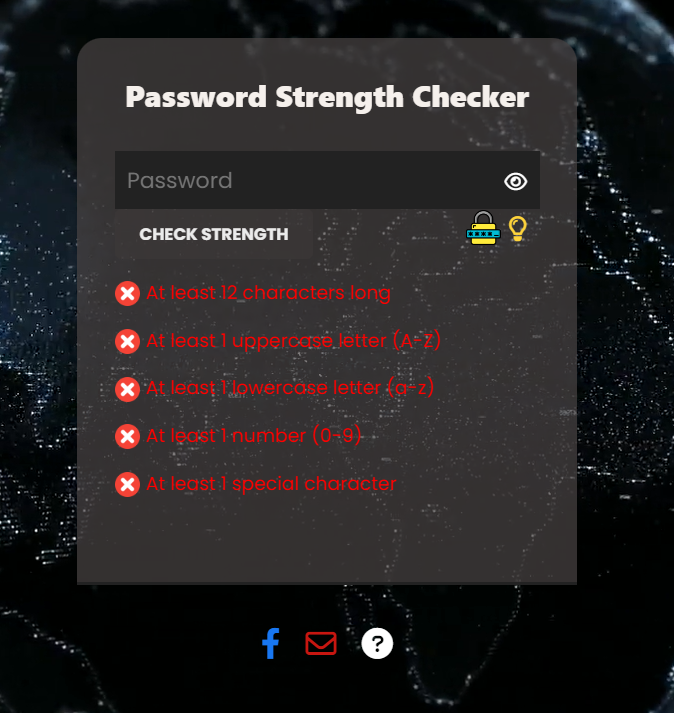 Password Strength Checker
Password
CHECK STRENGTH
****
At least 12 characters long
At least 1 uppercase letter (A-Z)
At least 1 lowercase letter (a-z)
At least 1 number (0-9)
At least 1 special character
?